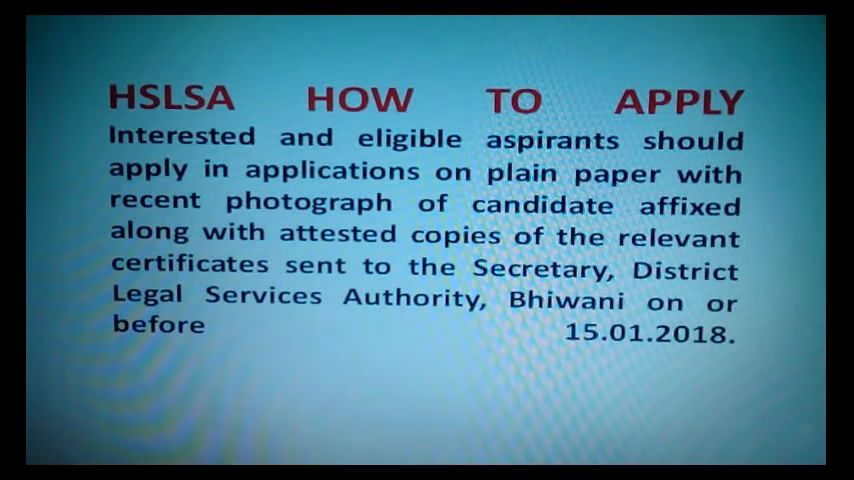 HSLSA HOW TO APPLY
Interested and eligible aspirants should
apply in applications on plain paper with
recent photograph of candidate affixed
along with attested copies of the relevant
certificates sent to the Secretary, District
Legal Services Authority, Bhiwani on or
before 15.01.2018.